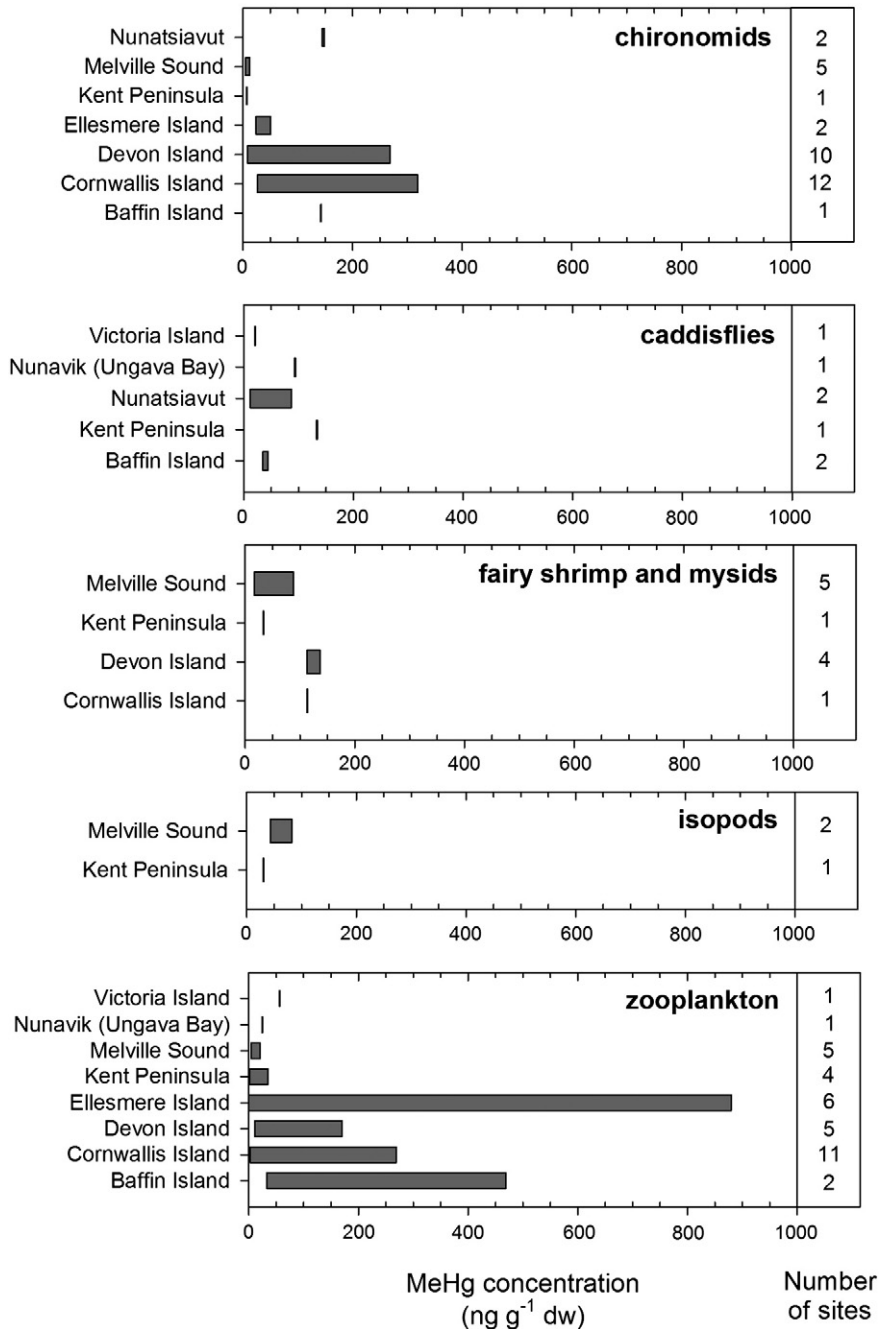 chironomids
Nunatsiavut 2
Melville Sound 5
Kent Peninsula 1
Ellesmere Island 2
Devon Island 10
Cornwallis Island 12
Baffin Island 1
0 200 400 600 800 1000
caddisflies
Victoria Island 1
Nunavik (Ungava Bay) 1
Nunatsiavut 2
Kent Peninsula 1
Baffin Island 2
0 200 400 600 800 1000
fairy shrimp and mysids
Melville Sound 5
Kent Peninsula 1
Devon Island 4
Cornwallis Island 1
0 200 400 600 800 1000
isopods
Melville Sound 2
Kent Peninsula 1
0 200 400 600 800 1000
zooplankton
Victoria Island 1
Nunavik (Ungava Bay) 1
Melville Sound 5
Kent Peninsula 4
Ellesmere Island 6
Devon Island 5
Cornwallis Island 11
Baffin Island 2
0 200 400 600 800 1000
MeHg concentration
(ng g⁻¹ dw)
Number
of sites